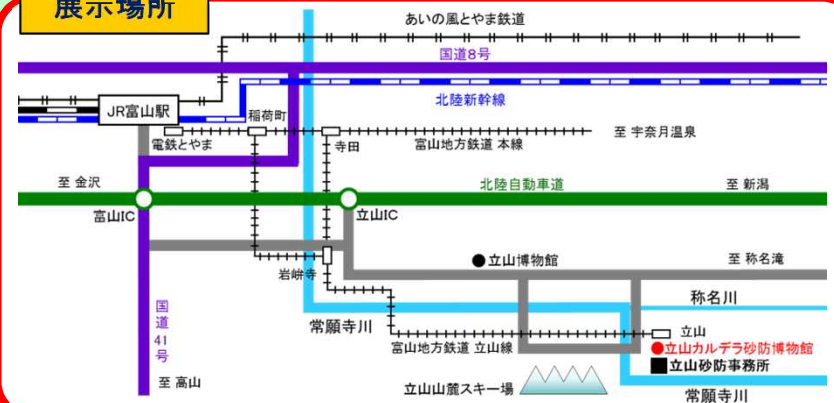 展示場所
あいの風とやま鉄道
国道8号
北陸新幹線
JR富山駅
稲荷町
電鉄とやま
寺田
富山地方鉄道 本線
至 宇奈月温泉
至 金沢
北陸自動車道
至 新潟
富山IC
立山IC
立山博物館
至 称名滝
岩峅寺
称名川
国道41号
常願寺川
立山
富山地方鉄道 立山線
立山カルデラ砂防博物館
立山砂防事務所
至 高山
立山山麓スキー場
常願寺川